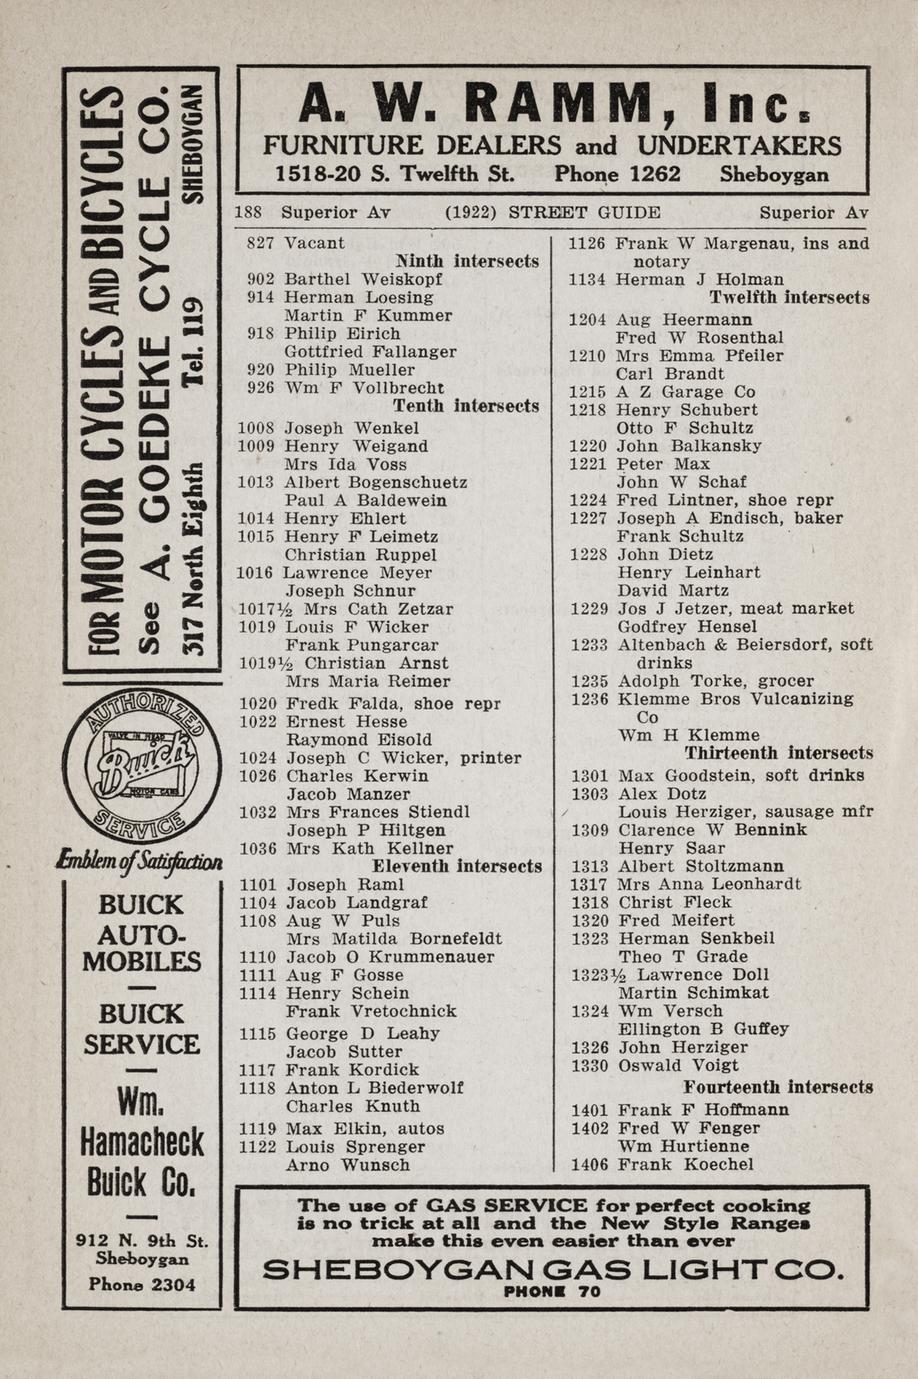 FOR MOTOR CYCLES AND BICYCLES
See A. GOEDEKE CYCLE CO.
317 North Eighth Tel. 119 SHEBOYGAN
AUTHORIZED
VALVE IN HEAD
Buick
MOTOR CARS
SERVICE
Emblem of Satisfaction
BUICK
AUTO-
MOBILES
BUICK
SERVICE
Wm.
Hamacheck
Buick Co.
912 N. 9th St.
Sheboygan
Phone 2304
A. W. RAMM, Inc.
FURNITURE DEALERS and UNDERTAKERS
1518-20 S. Twelfth St. Phone 1262 Sheboygan
188 Superior Av (1922) STREET GUIDE Superior Av
827 Vacant
Ninth intersects
902 Barthel Weiskopf
914 Herman Loesing
Martin F Kummer
918 Philip Eirich
Gottfried Fallanger
920 Philip Mueller
926 Wm F Vollbrecht
Tenth intersects
1008 Joseph Wenkel
1009 Henry Weigand
Mrs Ida Voss
1013 Albert Bogenschuetz
Paul A Baldewein
1014 Henry Ehlert
1015 Henry F Leimetz
Christian Ruppel
1016 Lawrence Meyer
Joseph Schnur
1017½ Mrs Cath Zetzar
1019 Louis F Wicker
Frank Pungarcar
1019½ Christian Arnst
Mrs Maria Reimer
1020 Fredk Falda, shoe repr
1022 Ernest Hesse
Raymond Eisold
1024 Joseph C Wicker, printer
1026 Charles Kerwin
Jacob Manzer
1032 Mrs Frances Stiendl
Joseph P Hiltgen
1036 Mrs Kath Kellner
Eleventh intersects
1101 Joseph Raml
1104 Jacob Landgraf
1108 Aug W Puls
Mrs Matilda Bornefeldt
1110 Jacob O Krummenauer
1111 Aug F Gosse
1114 Henry Schein
Frank Vretochnick
1115 George D Leahy
Jacob Sutter
1117 Frank Kordick
1118 Anton L Biederwolf
Charles Knuth
1119 Max Elkin, autos
1122 Louis Sprenger
Arno Wunsch
1126 Frank W Margenau, ins and
notary
1134 Herman J Holman
Twelfth intersects
1204 Aug Heermann
Fred W Rosenthal
1210 Mrs Emma Pfeiler
Carl Brandt
1215 A Z Garage Co
1218 Henry Schubert
Otto F Schultz
1220 John Balkansky
1221 Peter Max
John W Schaf
1224 Fred Lintner, shoe repr
1227 Joseph A Endisch, baker
Frank Schultz
1228 John Dietz
Henry Leinhart
David Martz
1229 Jos J Jetzer, meat market
Godfrey Hensel
1233 Altenbach & Beiersdorf, soft
drinks
1235 Adolph Torke, grocer
1236 Klemme Bros Vulcanizing
Co
Wm H Klemme
Thirteenth intersects
1301 Max Goodstein, soft drinks
1303 Alex Dotz
Louis Herziger, sausage mfr
1309 Clarence W Bennink
Henry Saar
1313 Albert Stoltzmann
1317 Mrs Anna Leonhardt
1318 Christ Fleck
1320 Fred Meifert
1323 Herman Senkbeil
Theo T Grade
1323½ Lawrence Doll
Martin Schimkat
1324 Wm Versch
Ellington B Guffey
1326 John Herziger
1330 Oswald Voigt
Fourteenth intersects
1401 Frank F Hoffmann
1402 Fred W Fenger
Wm Hurtienne
1406 Frank Koechel
The use of GAS SERVICE for perfect cooking
is no trick at all and the New Style Ranges
make this even easier than ever
SHEBOYGAN GAS LIGHT CO.
PHONE 70